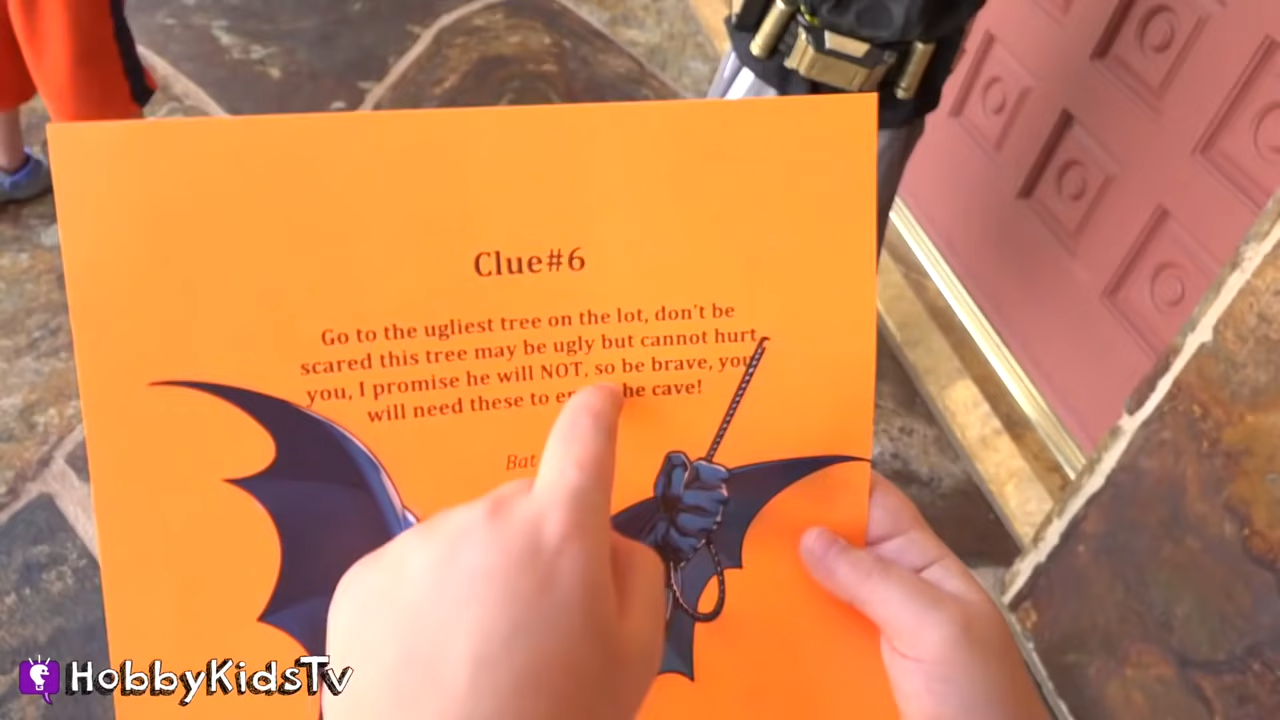 Clue#6
Go to the ugliest tree on the lot, don't be
scared this tree may be ugly but cannot hurt
you, I promise he will NOT, so be brave, you
will need these to he cave!
Bat
HobbyKidsTv